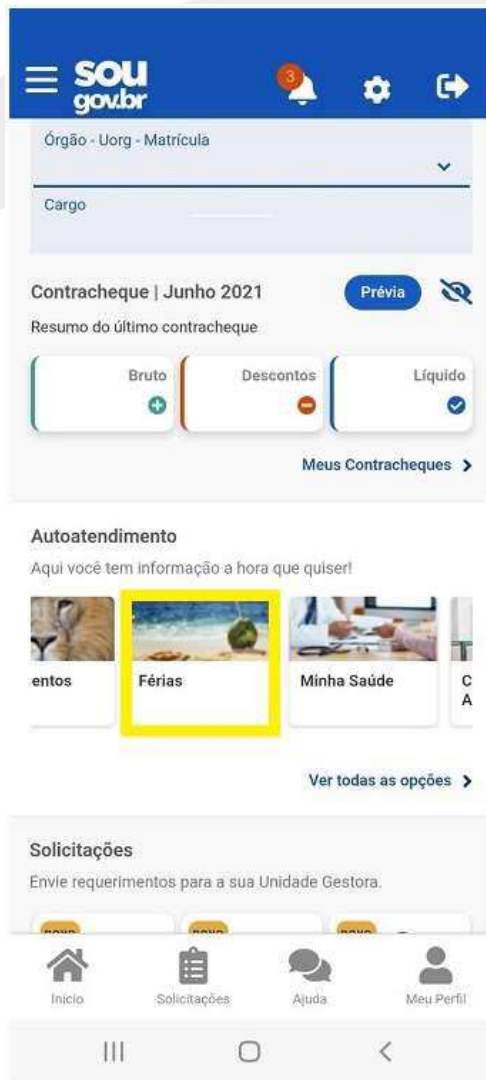 sou
gov.br
3
Órgão - Uorg - Matrícula
Cargo
Contracheque | Junho 2021
Prévia
Resumo do último contracheque
Bruto
Descontos
Líquido
Meus Contracheques
Autoatendimento
Aqui você tem informação a hora que quiser!
entos
Férias
Minha Saúde
C
A
Ver todas as opções
Solicitações
Envie requerimentos para a sua Unidade Gestora.
Início
Solicitações
Ajuda
Meu Perfil